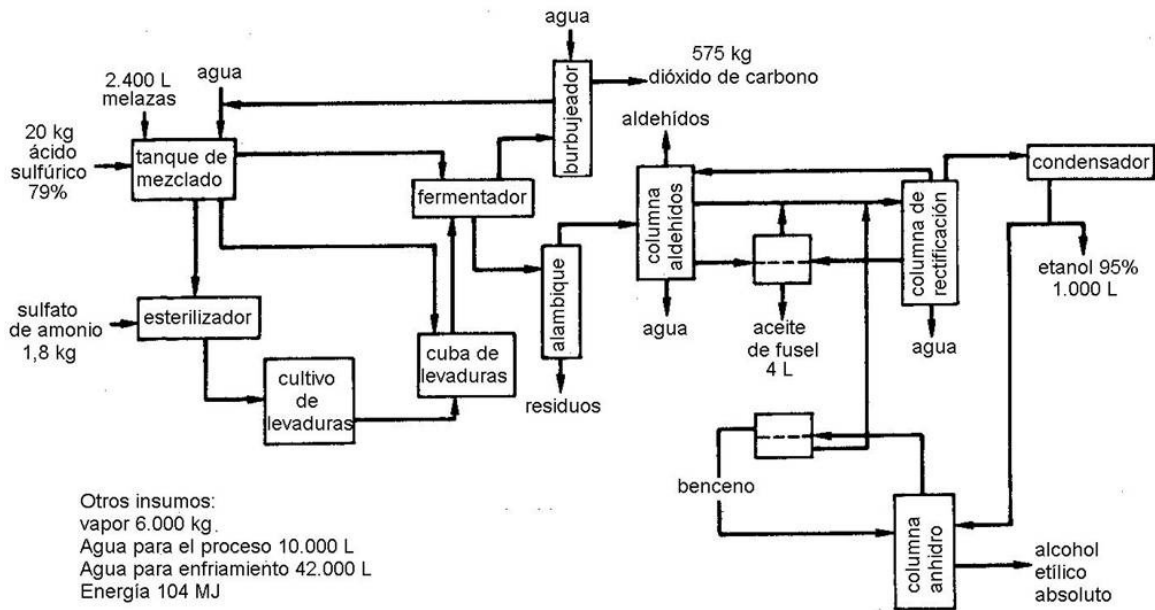 agua
575 kg
dióxido de carbono
burbujeador
2.400 L
melazas
agua
20 kg
ácido
sulfúrico
79%
tanque de
mezclado
fermentador
aldehídos
columna
aldehídos
columna de
rectificación
condensador
etanol 95%
1.000 L
sulfato
de amonio
1,8 kg
esterilizador
alambique
agua
aceite
de fusel
4 L
agua
cultivo
de
levaduras
cuba de
levaduras
residuos
benceno
columna
anhidro
alcohol
etílico
absoluto
Otros insumos:
vapor 6.000 kg
Agua para el proceso 10.000 L
Agua para enfriamiento 42.000 L
Energía 104 MJ